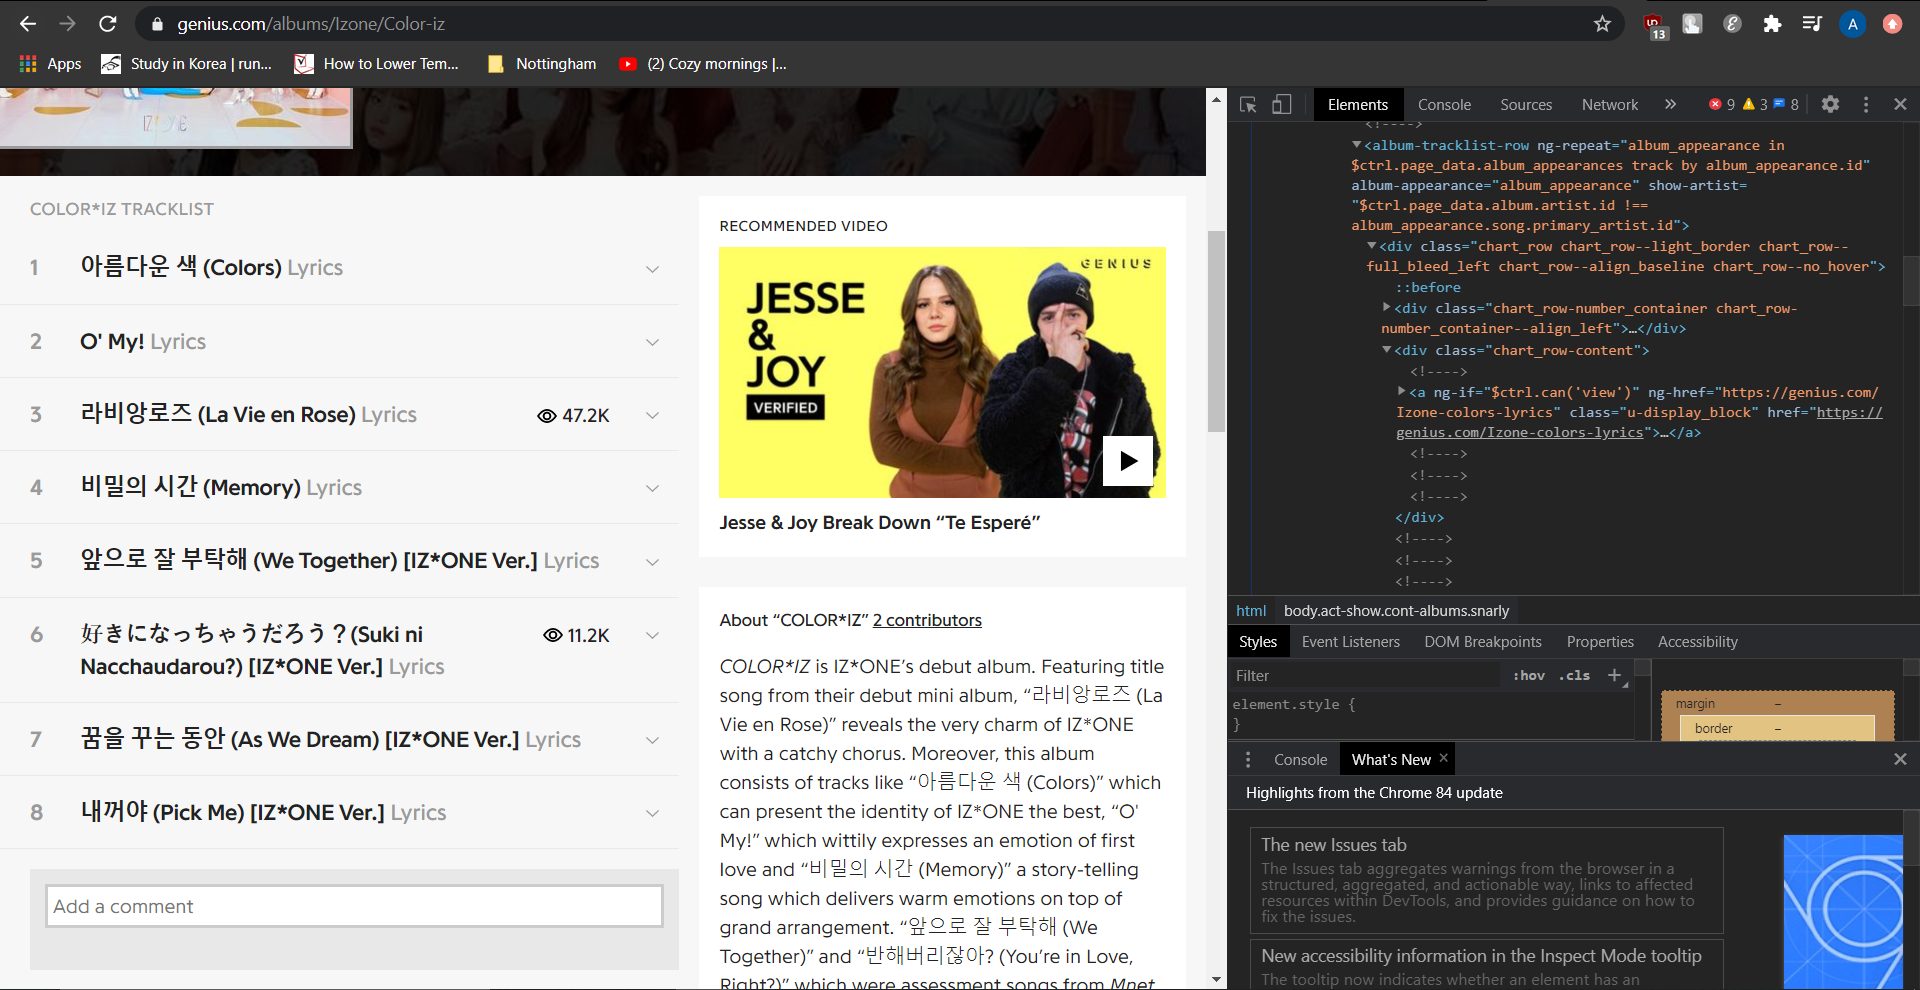 genius.com/albums/Izone/Color-iz
13
A
Apps
Study in Korea | run...
How to Lower Tem...
Nottingham
(2) Cozy mornings |...
IZ*ONE
COLOR*IZ TRACKLIST
1 아름다운 색 (Colors) Lyrics
2 O' My! Lyrics
3 라비앙로즈 (La Vie en Rose) Lyrics 47.2K
4 비밀의 시간 (Memory) Lyrics
5 앞으로 잘 부탁해 (We Together) [IZ*ONE Ver.] Lyrics
6 好きになっちゃうだろう？(Suki ni 11.2K
Nacchaudarou?) [IZ*ONE Ver.] Lyrics
7 꿈을 꾸는 동안 (As We Dream) [IZ*ONE Ver.] Lyrics
8 내꺼야 (Pick Me) [IZ*ONE Ver.] Lyrics
Add a comment
RECOMMENDED VIDEO
GENIUS
JESSE
&
JOY
VERIFIED
Jesse & Joy Break Down “Te Esperé”
About “COLOR*IZ” 2 contributors
COLOR*IZ is IZ*ONE’s debut album. Featuring title
song from their debut mini album, “라비앙로즈 (La
Vie en Rose)” reveals the very charm of IZ*ONE
with a catchy chorus. Moreover, this album
consists of tracks like “아름다운 색 (Colors)” which
can present the identity of IZ*ONE the best, “O'
My!” which wittily expresses an emotion of first
love and “비밀의 시간 (Memory)” a story-telling
song which delivers warm emotions on top of
grand arrangement. “앞으로 잘 부탁해 (We
Together)” and “반해버리잖아? (You’re in Love,
Right?)” which were assessment songs from Mnet
Elements Console Sources Network » 9 3 8
<!---->
<album-tracklist-row ng-repeat="album_appearance in
$ctrl.page_data.album_appearances track by album_appearance.id"
album-appearance="album_appearance" show-artist=
"$ctrl.page_data.album.artist.id !==
album_appearance.song.primary_artist.id">
<div class="chart_row chart_row--light_border chart_row--
full_bleed_left chart_row--align_baseline chart_row--no_hover">
::before
<div class="chart_row-number_container chart_row-
number_container--align_left">…</div>
<div class="chart_row-content">
<!---->
<a ng-if="$ctrl.can('view')" ng-href="https://genius.com/
Izone-colors-lyrics" class="u-display_block" href="https://
genius.com/Izone-colors-lyrics">…</a>
<!---->
<!---->
<!---->
</div>
<!---->
<!---->
<!---->
html body.act-show.cont-albums.snarly
Styles Event Listeners DOM Breakpoints Properties Accessibility
Filter :hov .cls +
element.style {
}
margin –
border –
Console What's New ×
Highlights from the Chrome 84 update
The new Issues tab
The Issues tab aggregates warnings from the browser in a
structured, aggregated, and actionable way, links to affected
resources within DevTools, and provides guidance on how to
fix the issues.
New accessibility information in the Inspect Mode tooltip
The tooltip now indicates whether an element has an